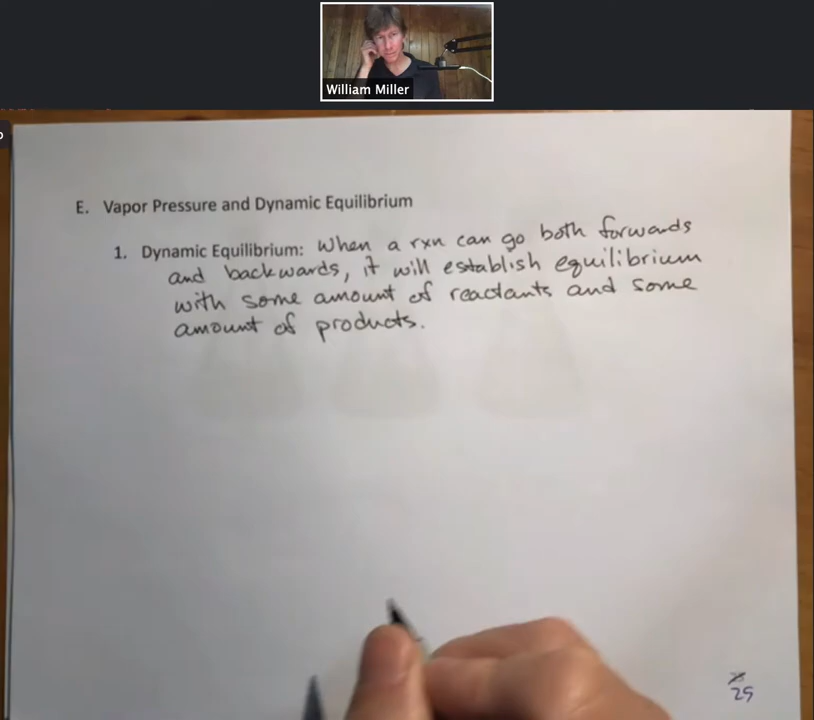 William Miller
E. Vapor Pressure and Dynamic Equilibrium
1. Dynamic Equilibrium: When a rxn can go both forwards
and backwards, it will establish equilibrium
with some amount of reactants and some
amount of products.
25